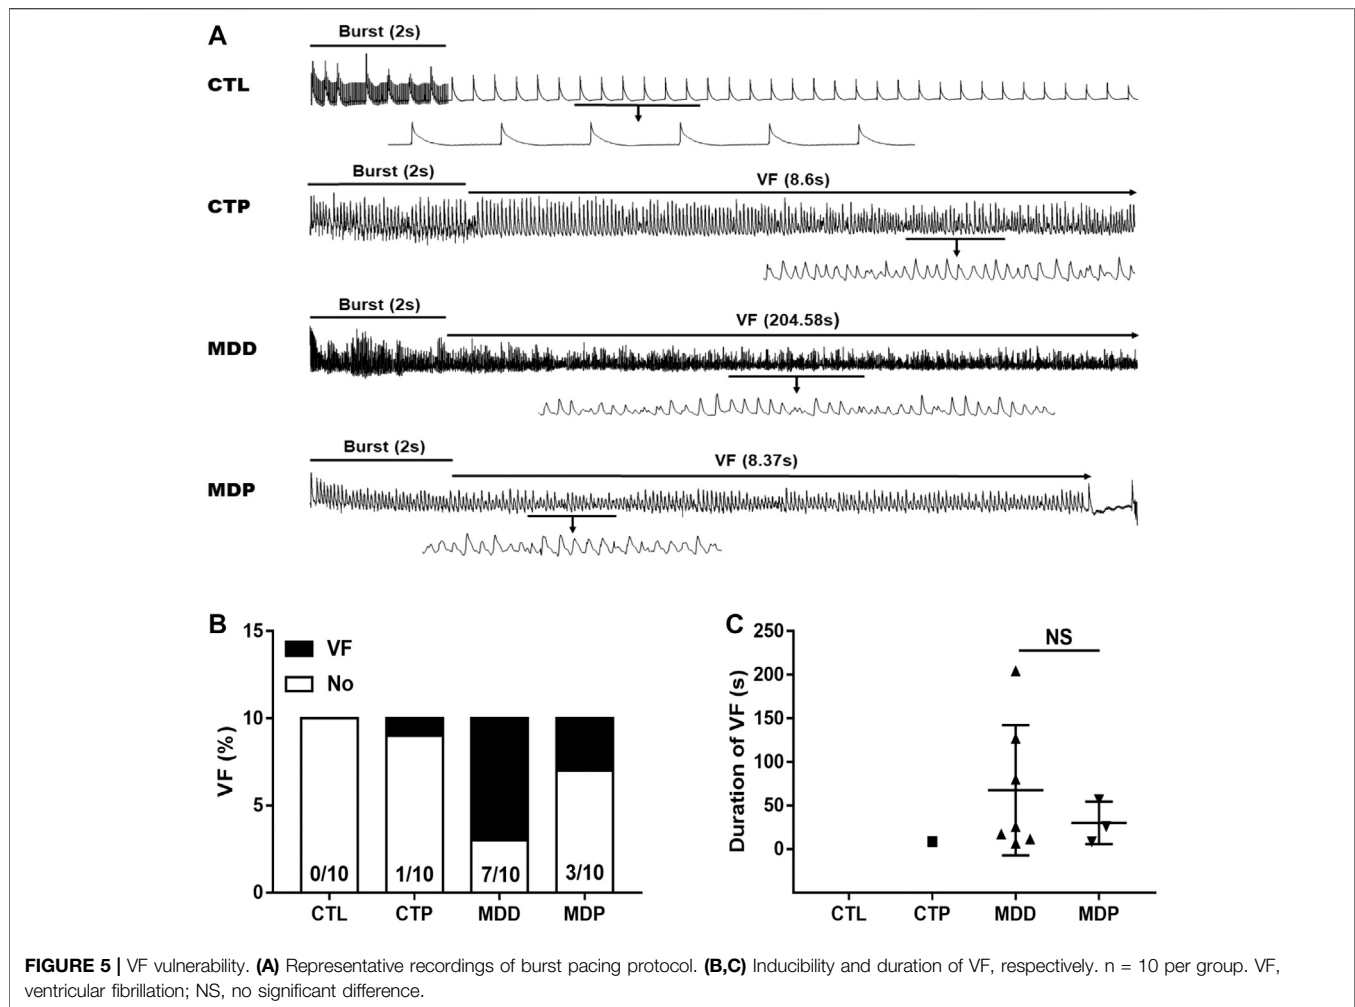 A
Burst (2s)
CTL
Burst (2s)
VF (8.6s)
CTP
Burst (2s)
VF (204.58s)
MDD
Burst (2s)
VF (8.37s)
MDP
B
15
10
5
0
VF (%)
VF
No
0/10
1/10
7/10
3/10
CTL
CTP
MDD
MDP
C
250
200
150
100
50
0
Duration of VF (s)
NS
CTL
CTP
MDD
MDP
FIGURE 5 | VF vulnerability. (A) Representative recordings of burst pacing protocol. (B,C) Inducibility and duration of VF, respectively. n = 10 per group. VF,
ventricular fibrillation; NS, no significant difference.